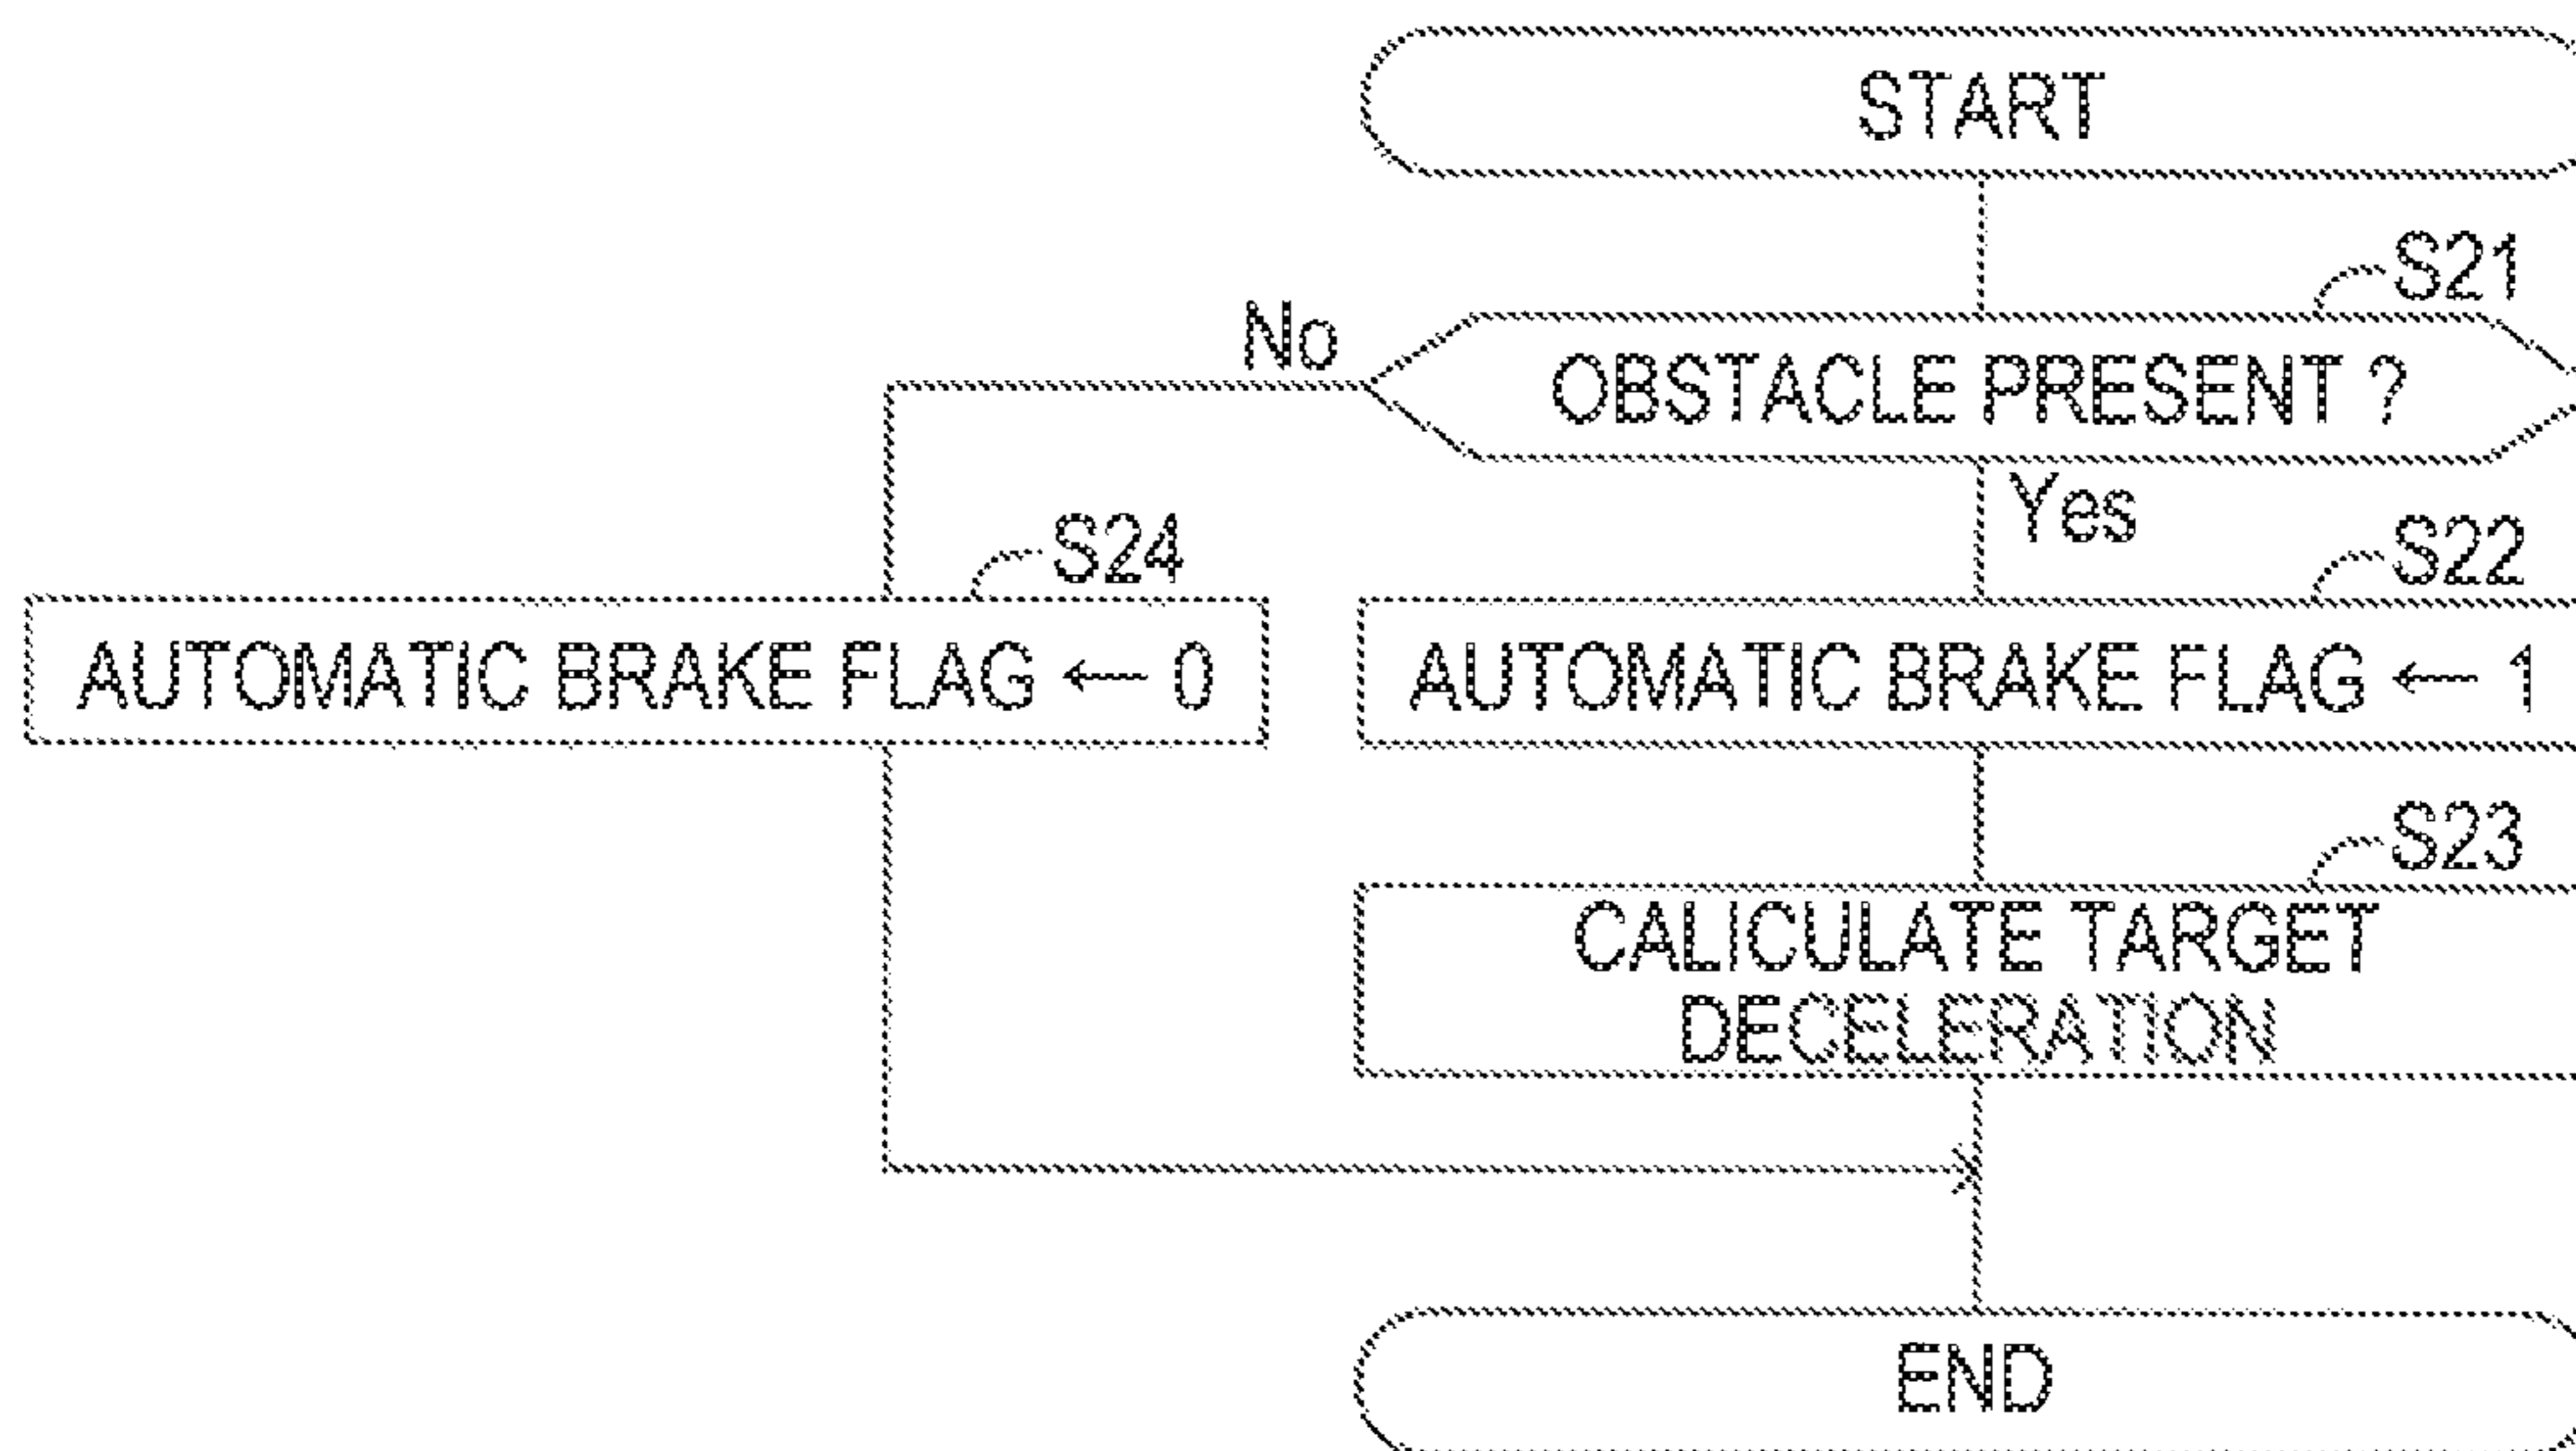 START
S21
No
OBSTACLE PRESENT ?
Yes
S24
S22
AUTOMATIC BRAKE FLAG ← 0
AUTOMATIC BRAKE FLAG ← 1
S23
CALICULATE TARGET
DECELERATION
END